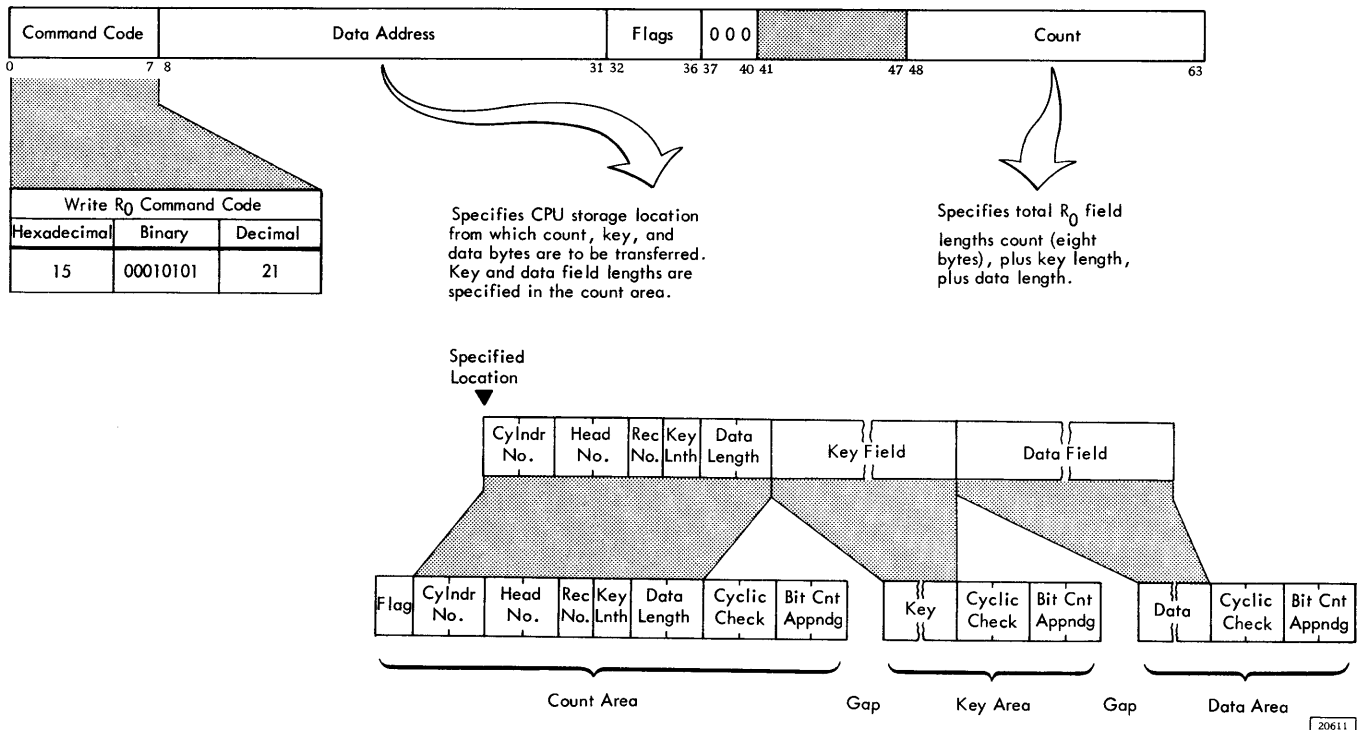 Command Code Data Address Flags 0 0 0 Count
0 7 8 31 32 36 37 40 41 47 48 63
Write R0 Command Code
Hexadecimal Binary Decimal
15 00010101 21
Specifies CPU storage location
from which count, key, and
data bytes are to be transferred.
Key and data field lengths are
specified in the count area.
Specifies total R0 field
lengths count (eight
bytes), plus key length,
plus data length.
Specified
Location
Cylndr Head Rec Key Data
No. No. No. Lnth Length Key Field Data Field
Flag Cylndr Head Rec Key Data Cyclic Bit Cnt Key Cyclic Bit Cnt Data Cyclic Bit Cnt
No. No. No. Lnth Length Check Appndg Check Appndg Check Appndg
Count Area Gap Key Area Gap Data Area
20611